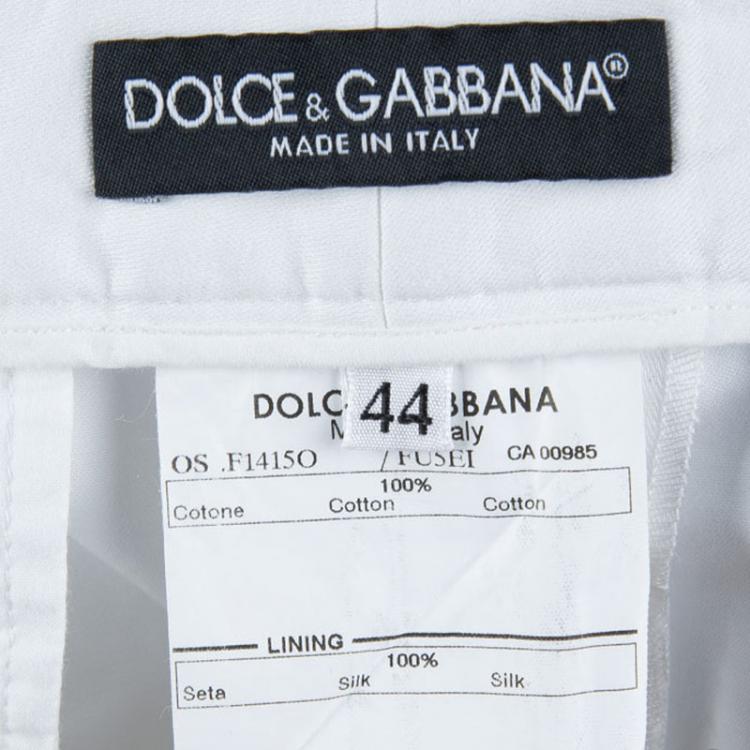 DOLCE & GABBANA®
MADE IN ITALY
44
DOLC BBANA
M aly
OS .F1415O / FUSEI CA 00985
100%
Cotone Cotton Cotton
LINING
100%
Seta Silk Silk